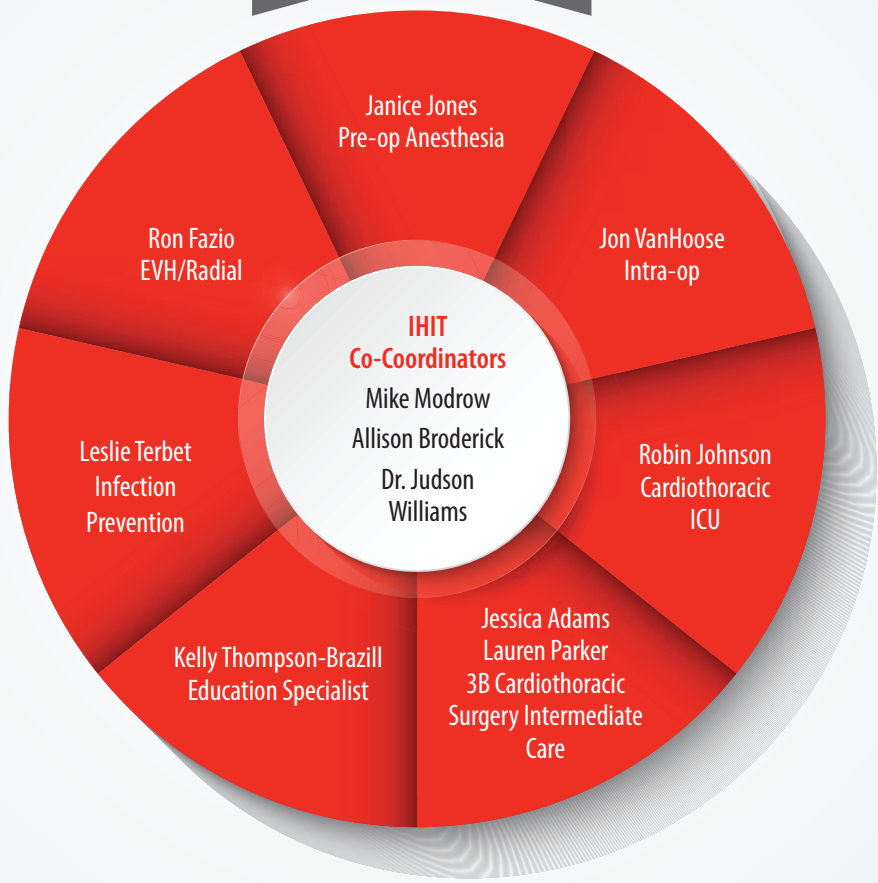 Janice Jones
Pre-op Anesthesia
Jon VanHoose
Intra-op
Robin Johnson
Cardiothoracic
ICU
Jessica Adams
Lauren Parker
3B Cardiothoracic
Surgery Intermediate
Care
Kelly Thompson-Brazill
Education Specialist
Leslie Terbet
Infection
Prevention
Ron Fazio
EVH/Radial
IHIT
Co-Coordinators
Mike Modrow
Allison Broderick
Dr. Judson
Williams